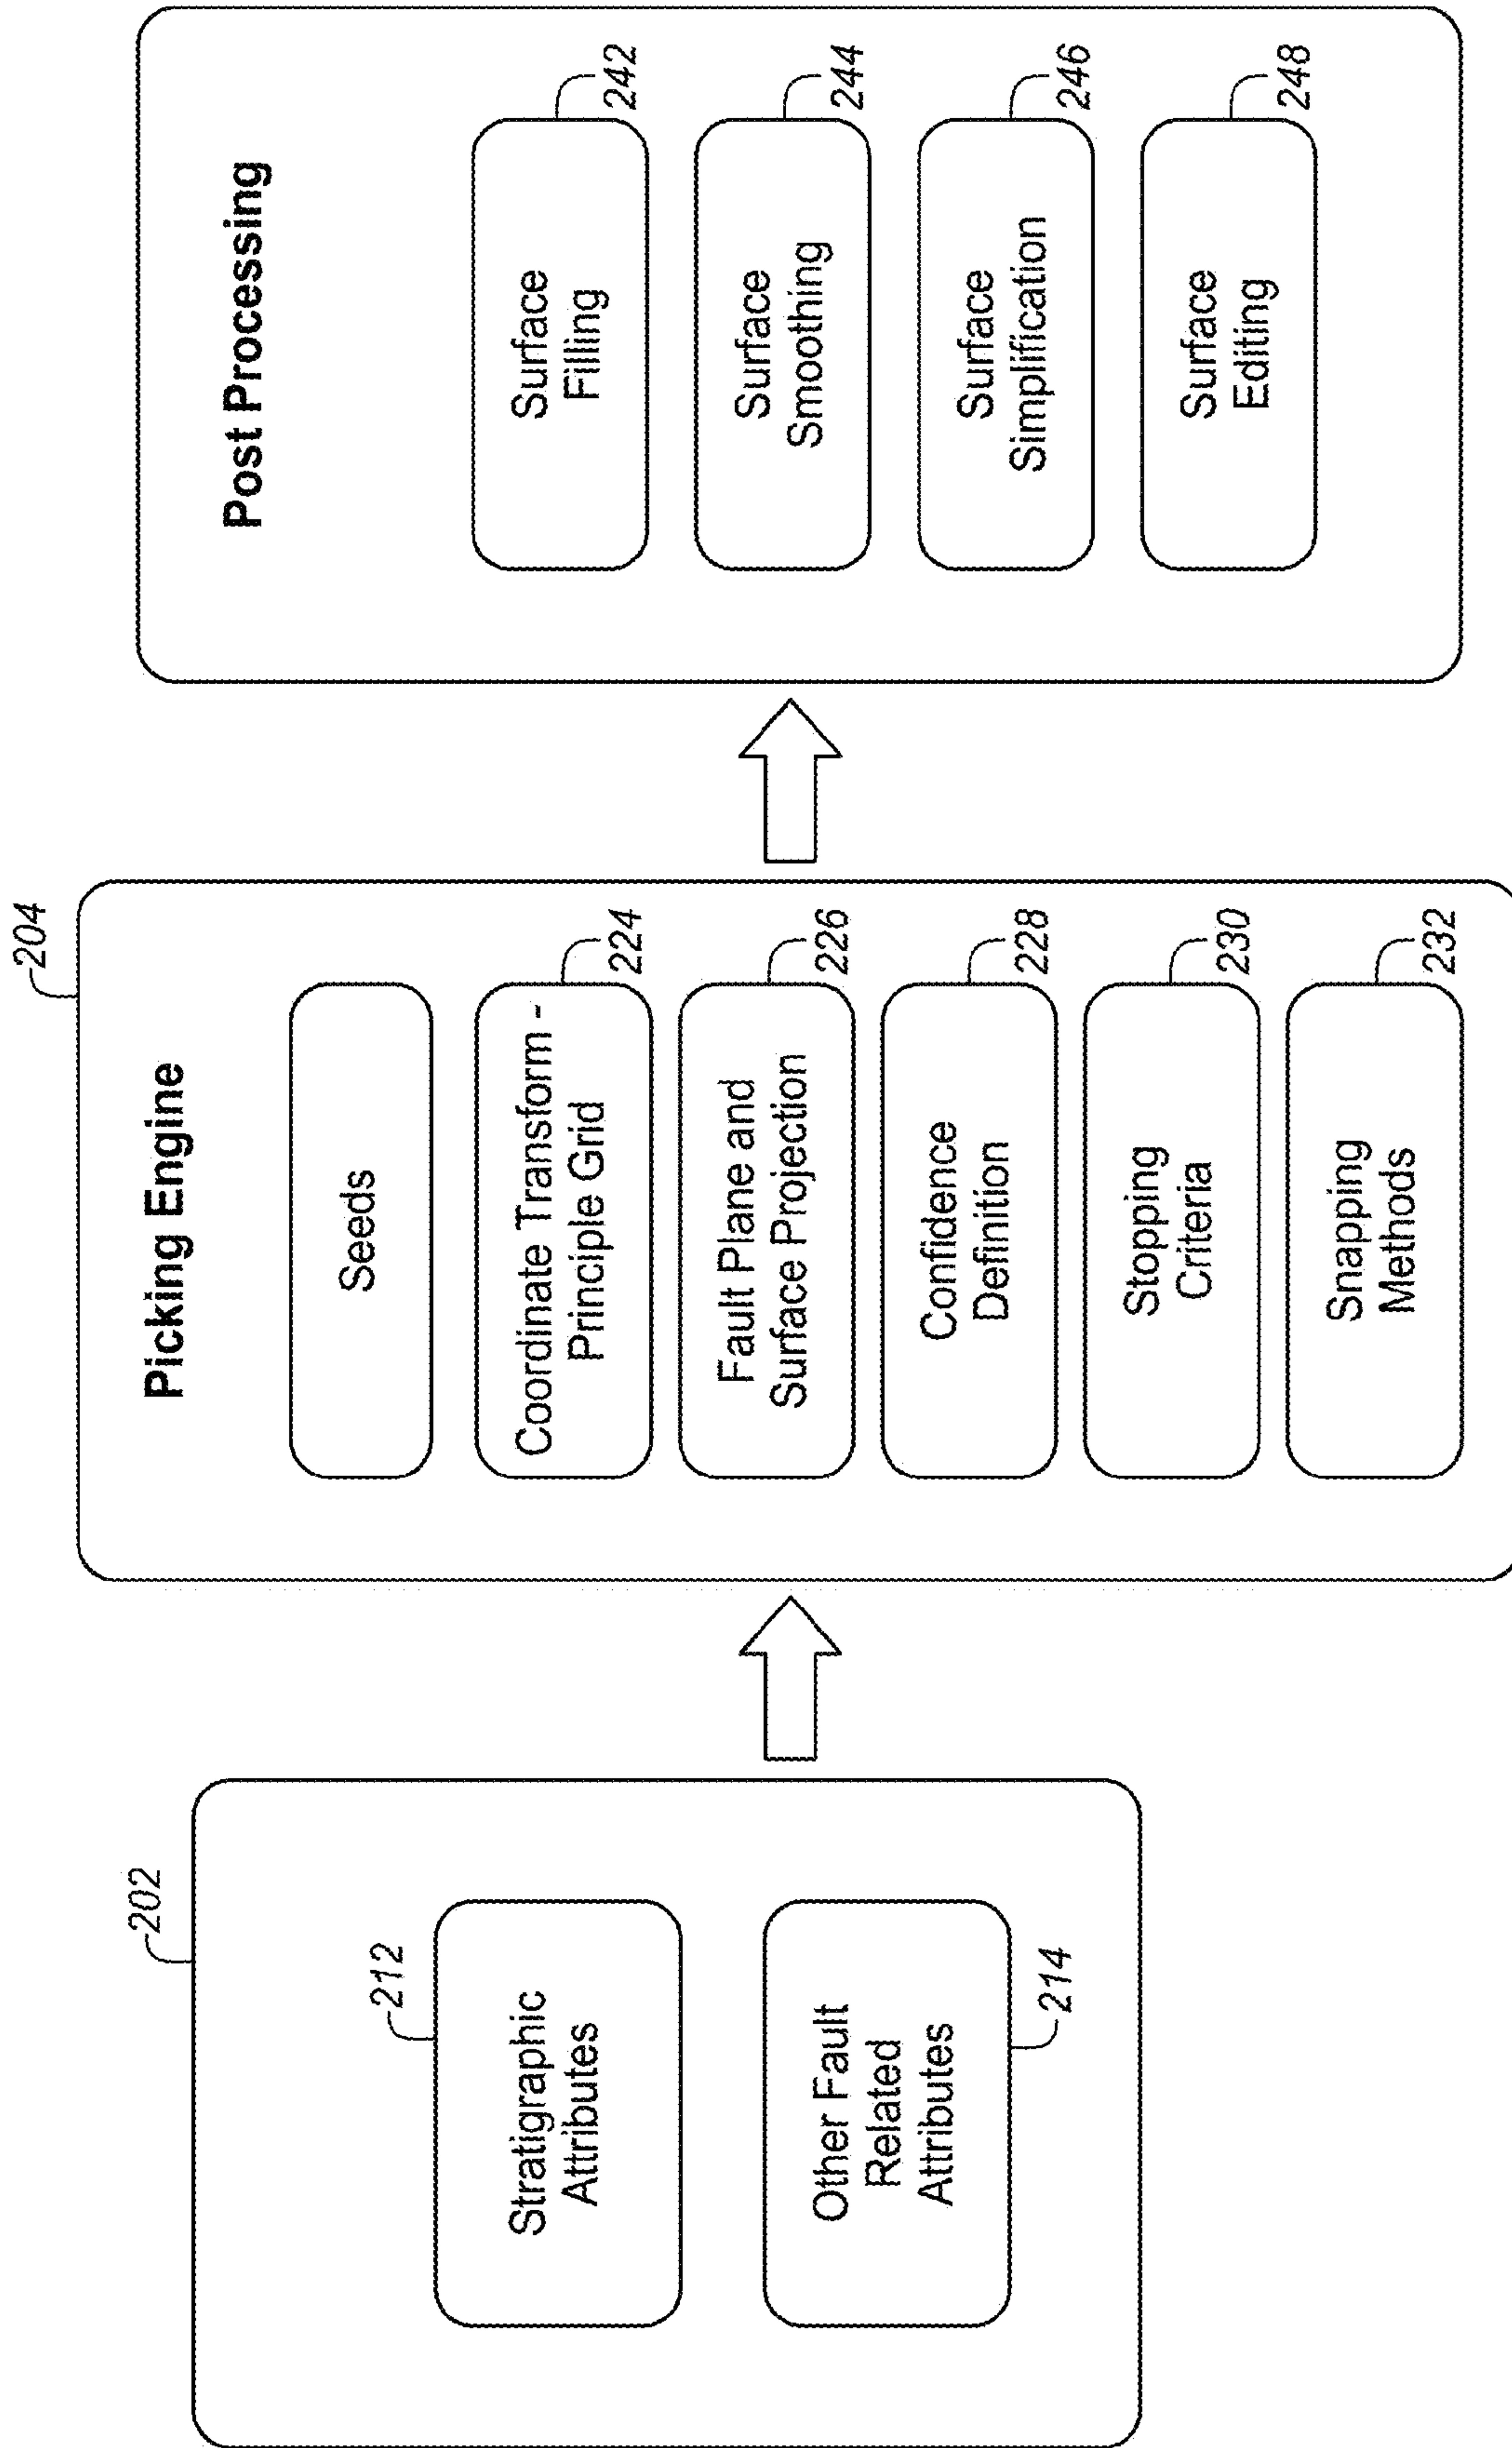 202
212
Stratigraphic
Attributes
Other Fault
Related
Attributes
214
204
Picking Engine
Seeds
Coordinate Transform -
Principle Grid
224
Fault Plane and
Surface Projection
226
Confidence
Definition
228
Stopping
Criteria
230
Snapping
Methods
232
Post Processing
Surface
Filling
242
Surface
Smoothing
244
Surface
Simplification
246
Surface
Editing
248